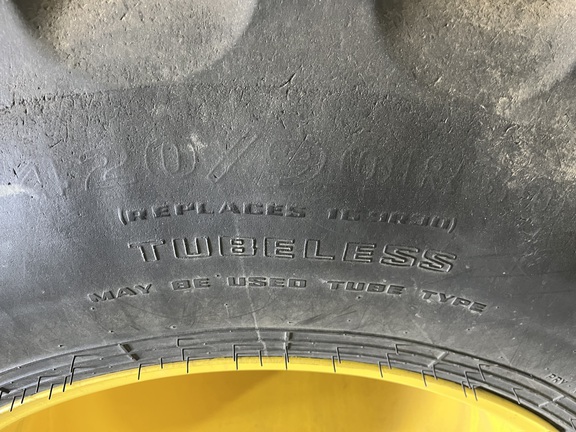 420/90R30
(REPLACES 16.9R30)
TUBELESS
MAY BE USED TUBE TYPE